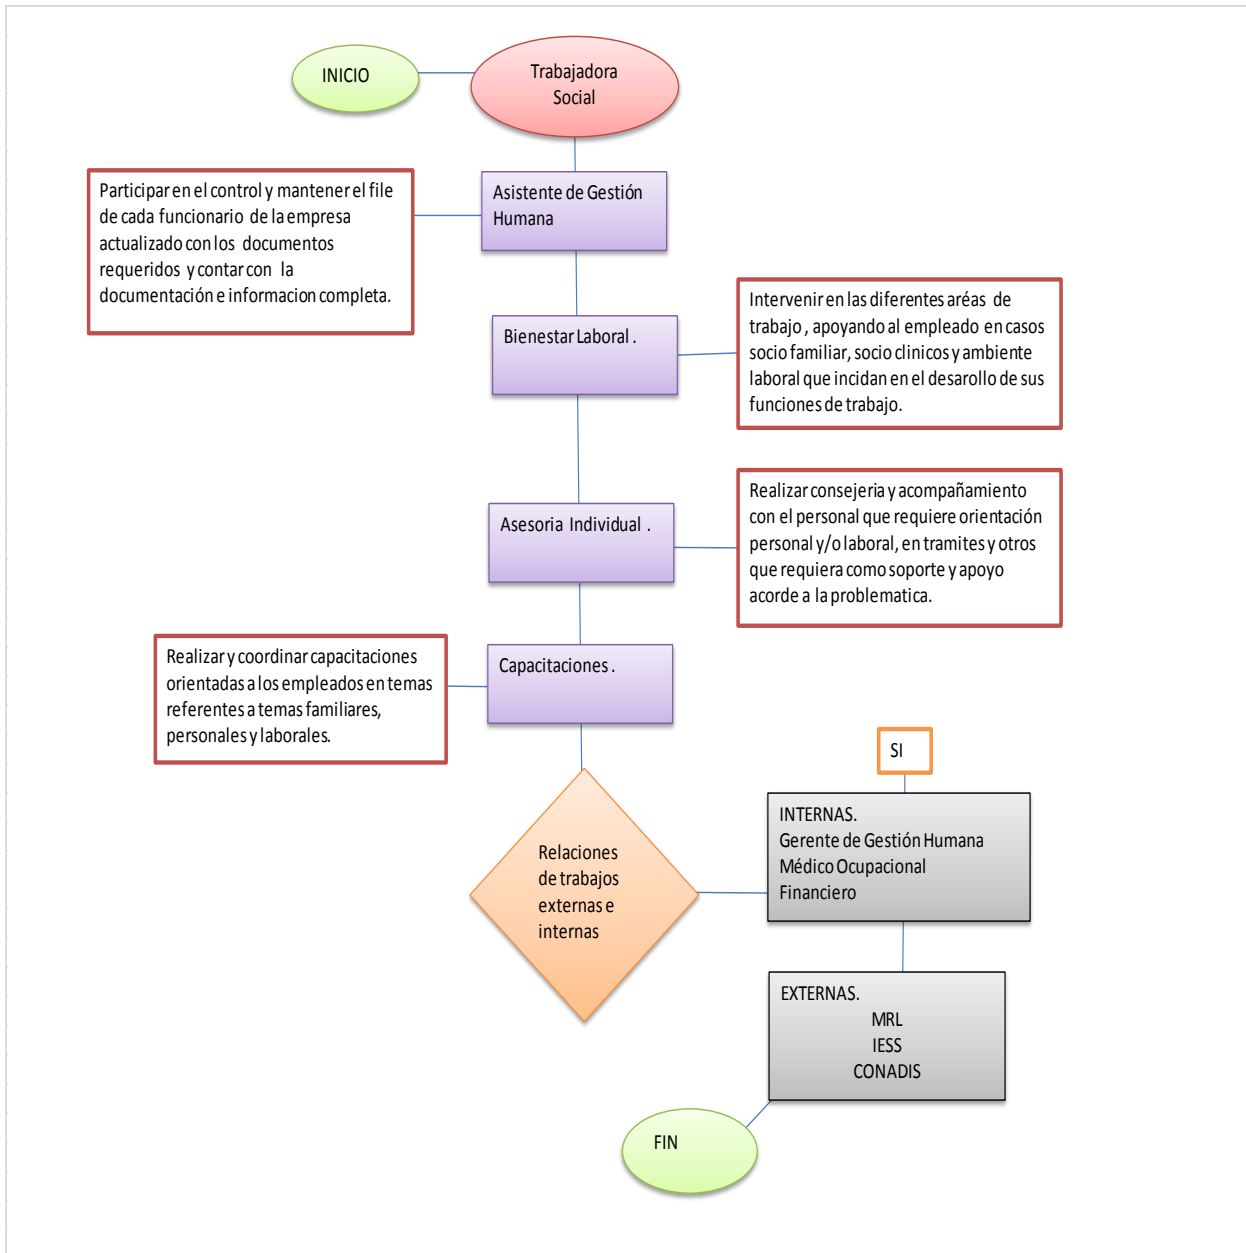 INICIO
Trabajadora
Social
Asistente de Gestión
Humana
Participar en el control y mantener el file
de cada funcionario de la empresa
actualizado con los documentos
requeridos y contar con la
documentación e informacion completa.
Bienestar Laboral .
Intervenir en las diferentes aréas de
trabajo , apoyando al empleado en casos
socio familiar, socio clinicos y ambiente
laboral que incidan en el desarollo de sus
funciones de trabajo.
Asesoria Individual .
Realizar consejeria y acompañamiento
con el personal que requiere orientación
personal y/o laboral, en tramites y otros
que requiera como soporte y apoyo
acorde a la problematica.
Capacitaciones .
Realizar y coordinar capacitaciones
orientadas a los empleados en temas
referentes a temas familiares,
personales y laborales.
SI
Relaciones
de trabajos
externas e
internas
INTERNAS.
Gerente de Gestión Humana
Médico Ocupacional
Financiero
EXTERNAS.
MRL
IESS
CONADIS
FIN